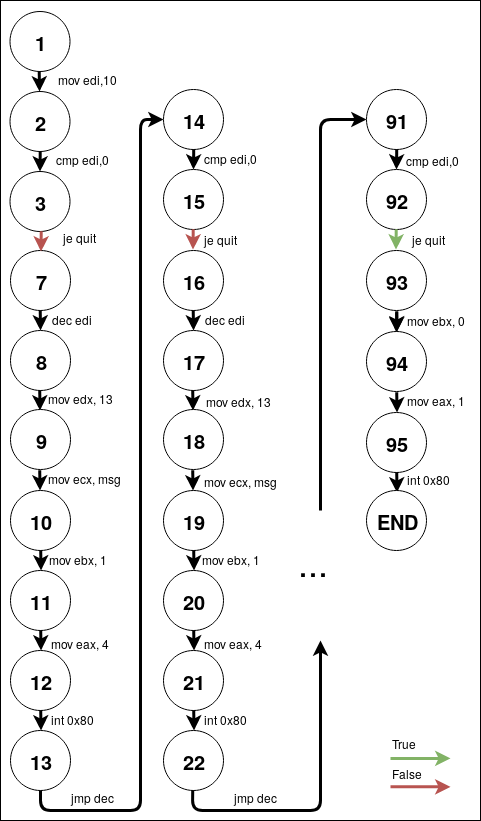 1
mov edi,10
2
cmp edi,0
3
je quit
7
dec edi
8
mov edx, 13
9
mov ecx, msg
10
mov ebx, 1
11
mov eax, 4
12
int 0x80
13
jmp dec
14
cmp edi,0
15
je quit
16
dec edi
17
mov edx, 13
18
mov ecx, msg
19
mov ebx, 1
20
mov eax, 4
21
int 0x80
22
jmp dec
...
91
cmp edi,0
92
je quit
93
mov ebx, 0
94
mov eax, 1
95
int 0x80
END
True
False